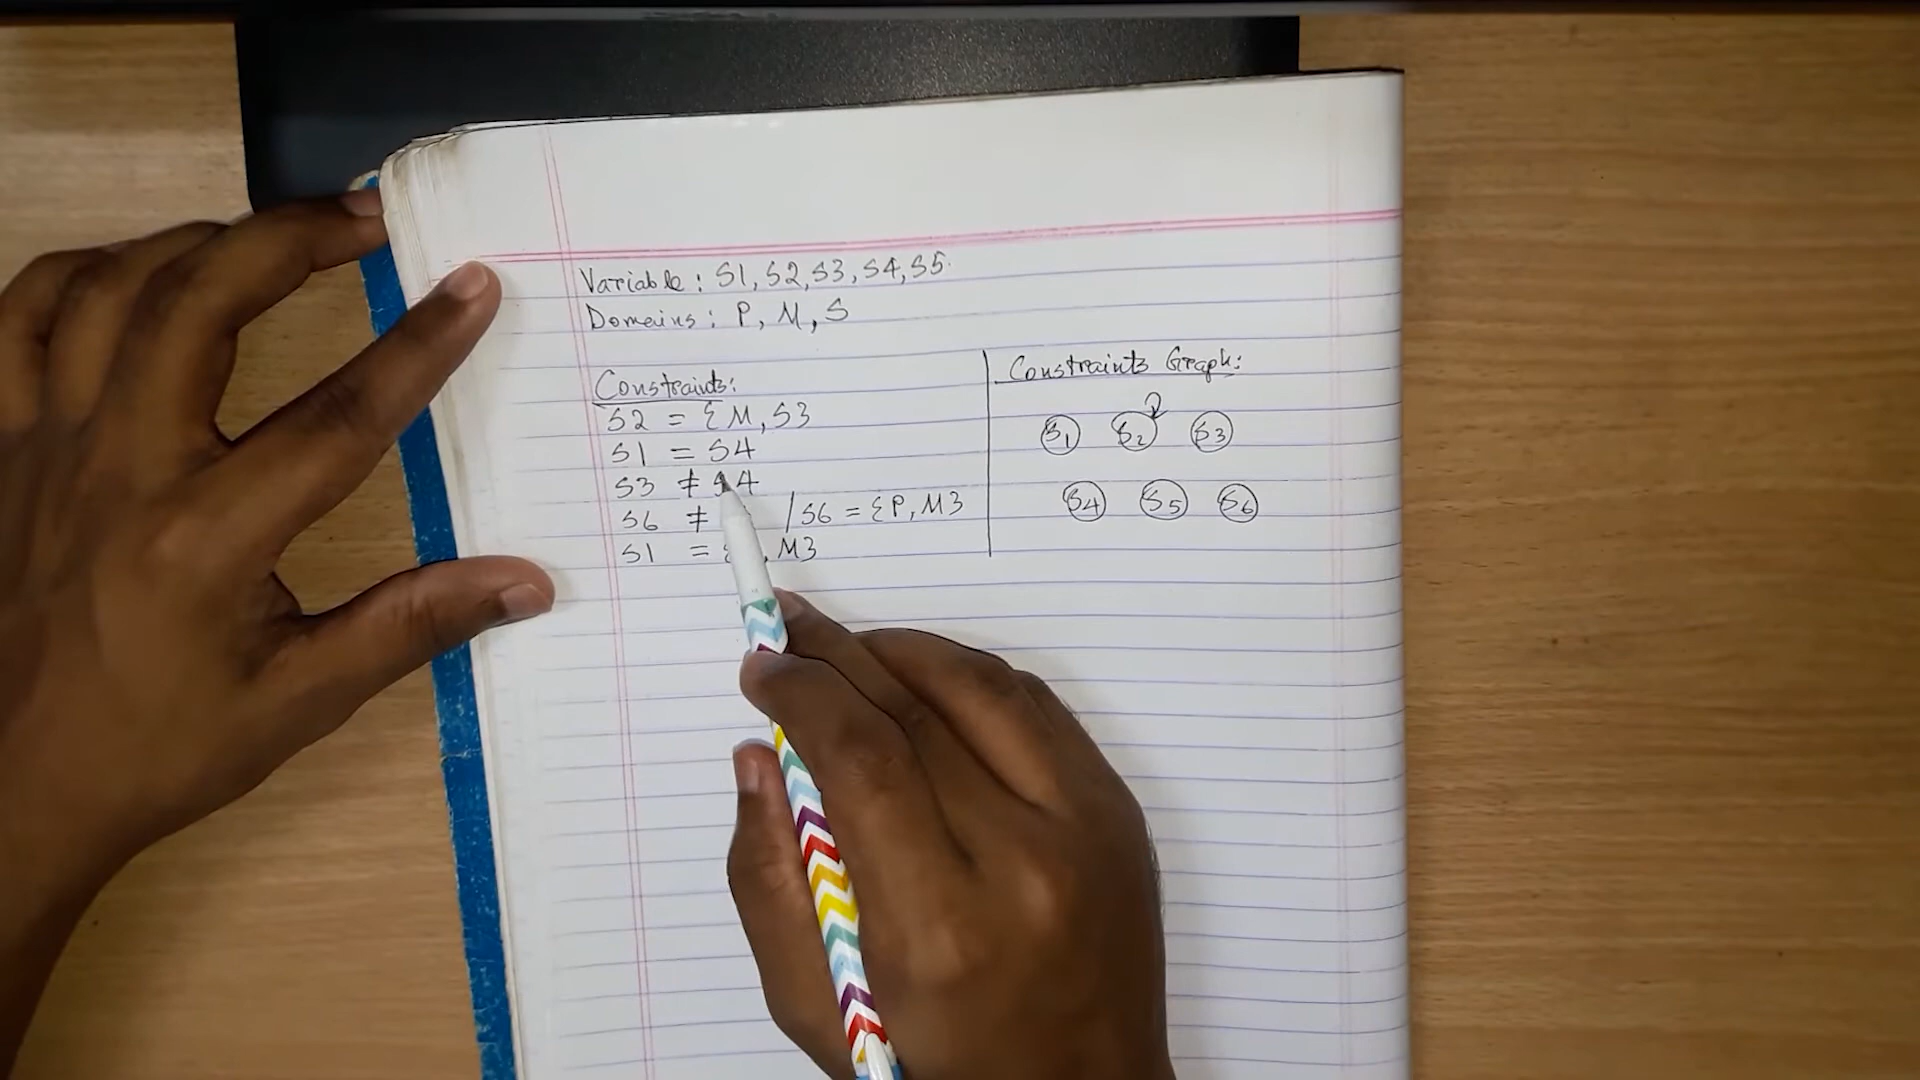 Variable : S1, S2, S3, S4, S5.
Domains : P, M, S
Constraints:
S2 = {M, S}
S1 = S4
S3 ≠ S4
S6 ≠ / S6 = {P, M}
S1 = { , M}
Constraints Graph:
S1 S2 S3
S4 S5 S6